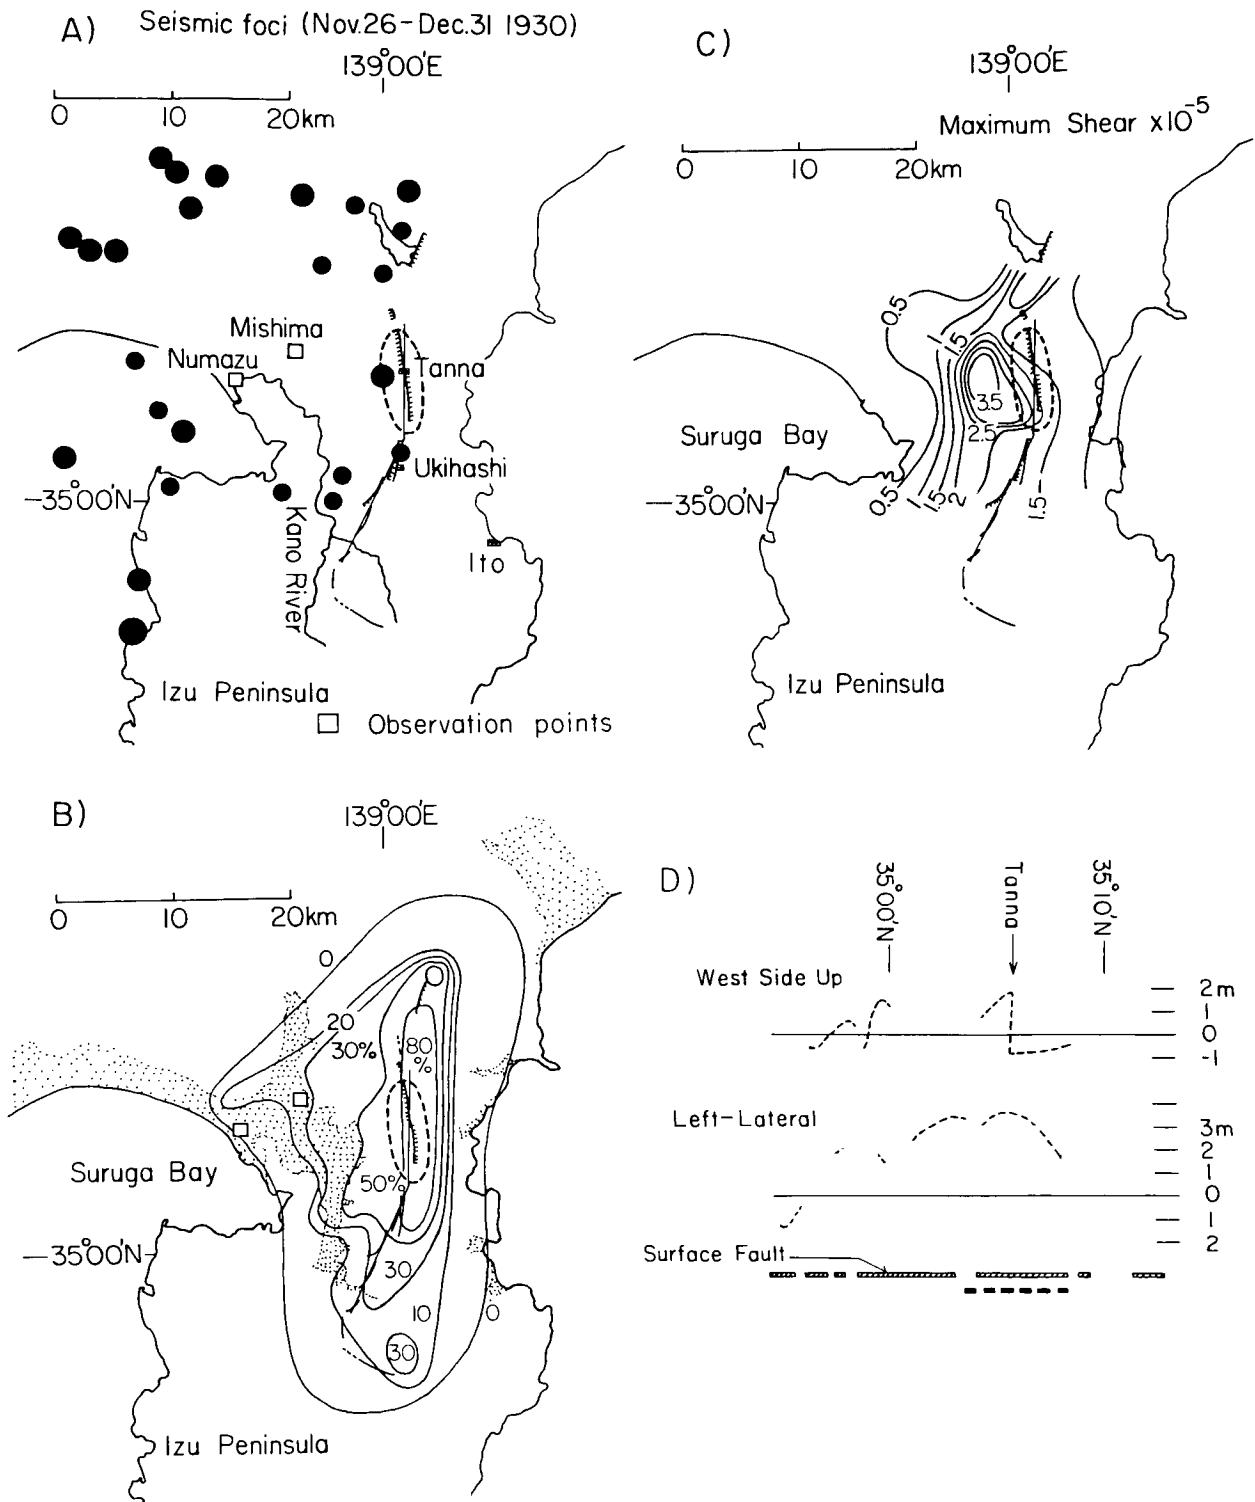 A)
Seismic foci (Nov.26-Dec.31 1930)
139°00'E
0 10 20km
Mishima
Numazu
Tanna
Ukihashi
35°00'N
Kano River
Ito
Izu Peninsula
Observation points
C)
139°00'E
Maximum Shear x10-5
0 10 20km
0.5
1
1.5
3.5
2.5
Suruga Bay
35°00'N
0.5
1
1.5
2
1.5
Izu Peninsula
B)
139°00'E
0 10 20km
0
20
30%
80
%
Suruga Bay
50%
35°00'N
30
10
0
30
Izu Peninsula
D)
35°00'N
Tanna
35°10'N
West Side Up
2m
1
0
-1
Left-Lateral
3m
2
1
0
1
2
Surface Fault